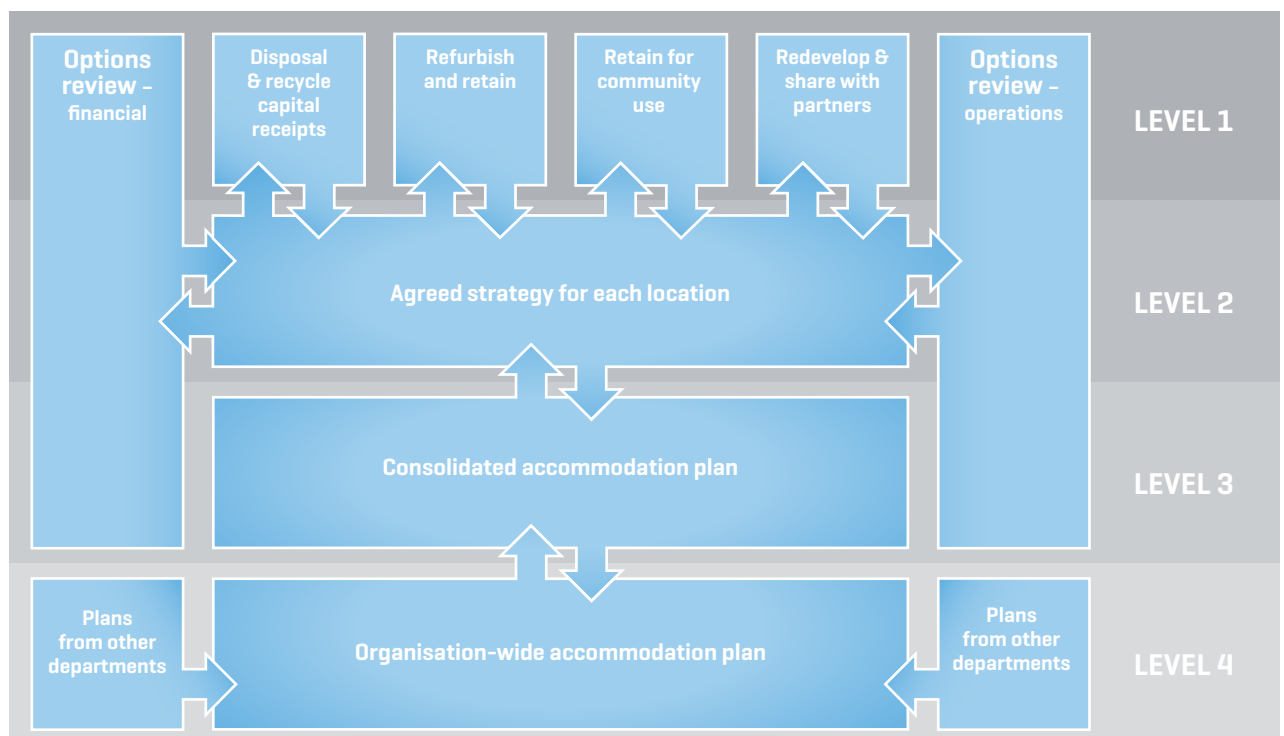 Options
review –
financial
Disposal
& recycle
capital
receipts
Refurbish
and retain
Retain for
community
use
Redevelop &
share with
partners
Options
review –
operations
LEVEL 1
Agreed strategy for each location
LEVEL 2
Consolidated accommodation plan
LEVEL 3
Plans
from other
departments
Organisation-wide accommodation plan
Plans
from other
departments
LEVEL 4